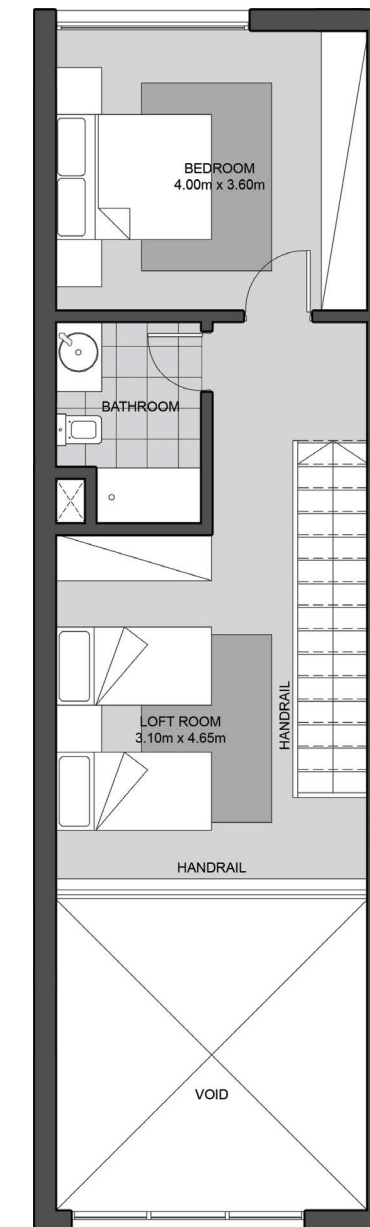 BEDROOM
4.00m x 3.60m
BATHROOM
LOFT ROOM
3.10m x 4.65m
HANDRAIL
HANDRAIL
VOID